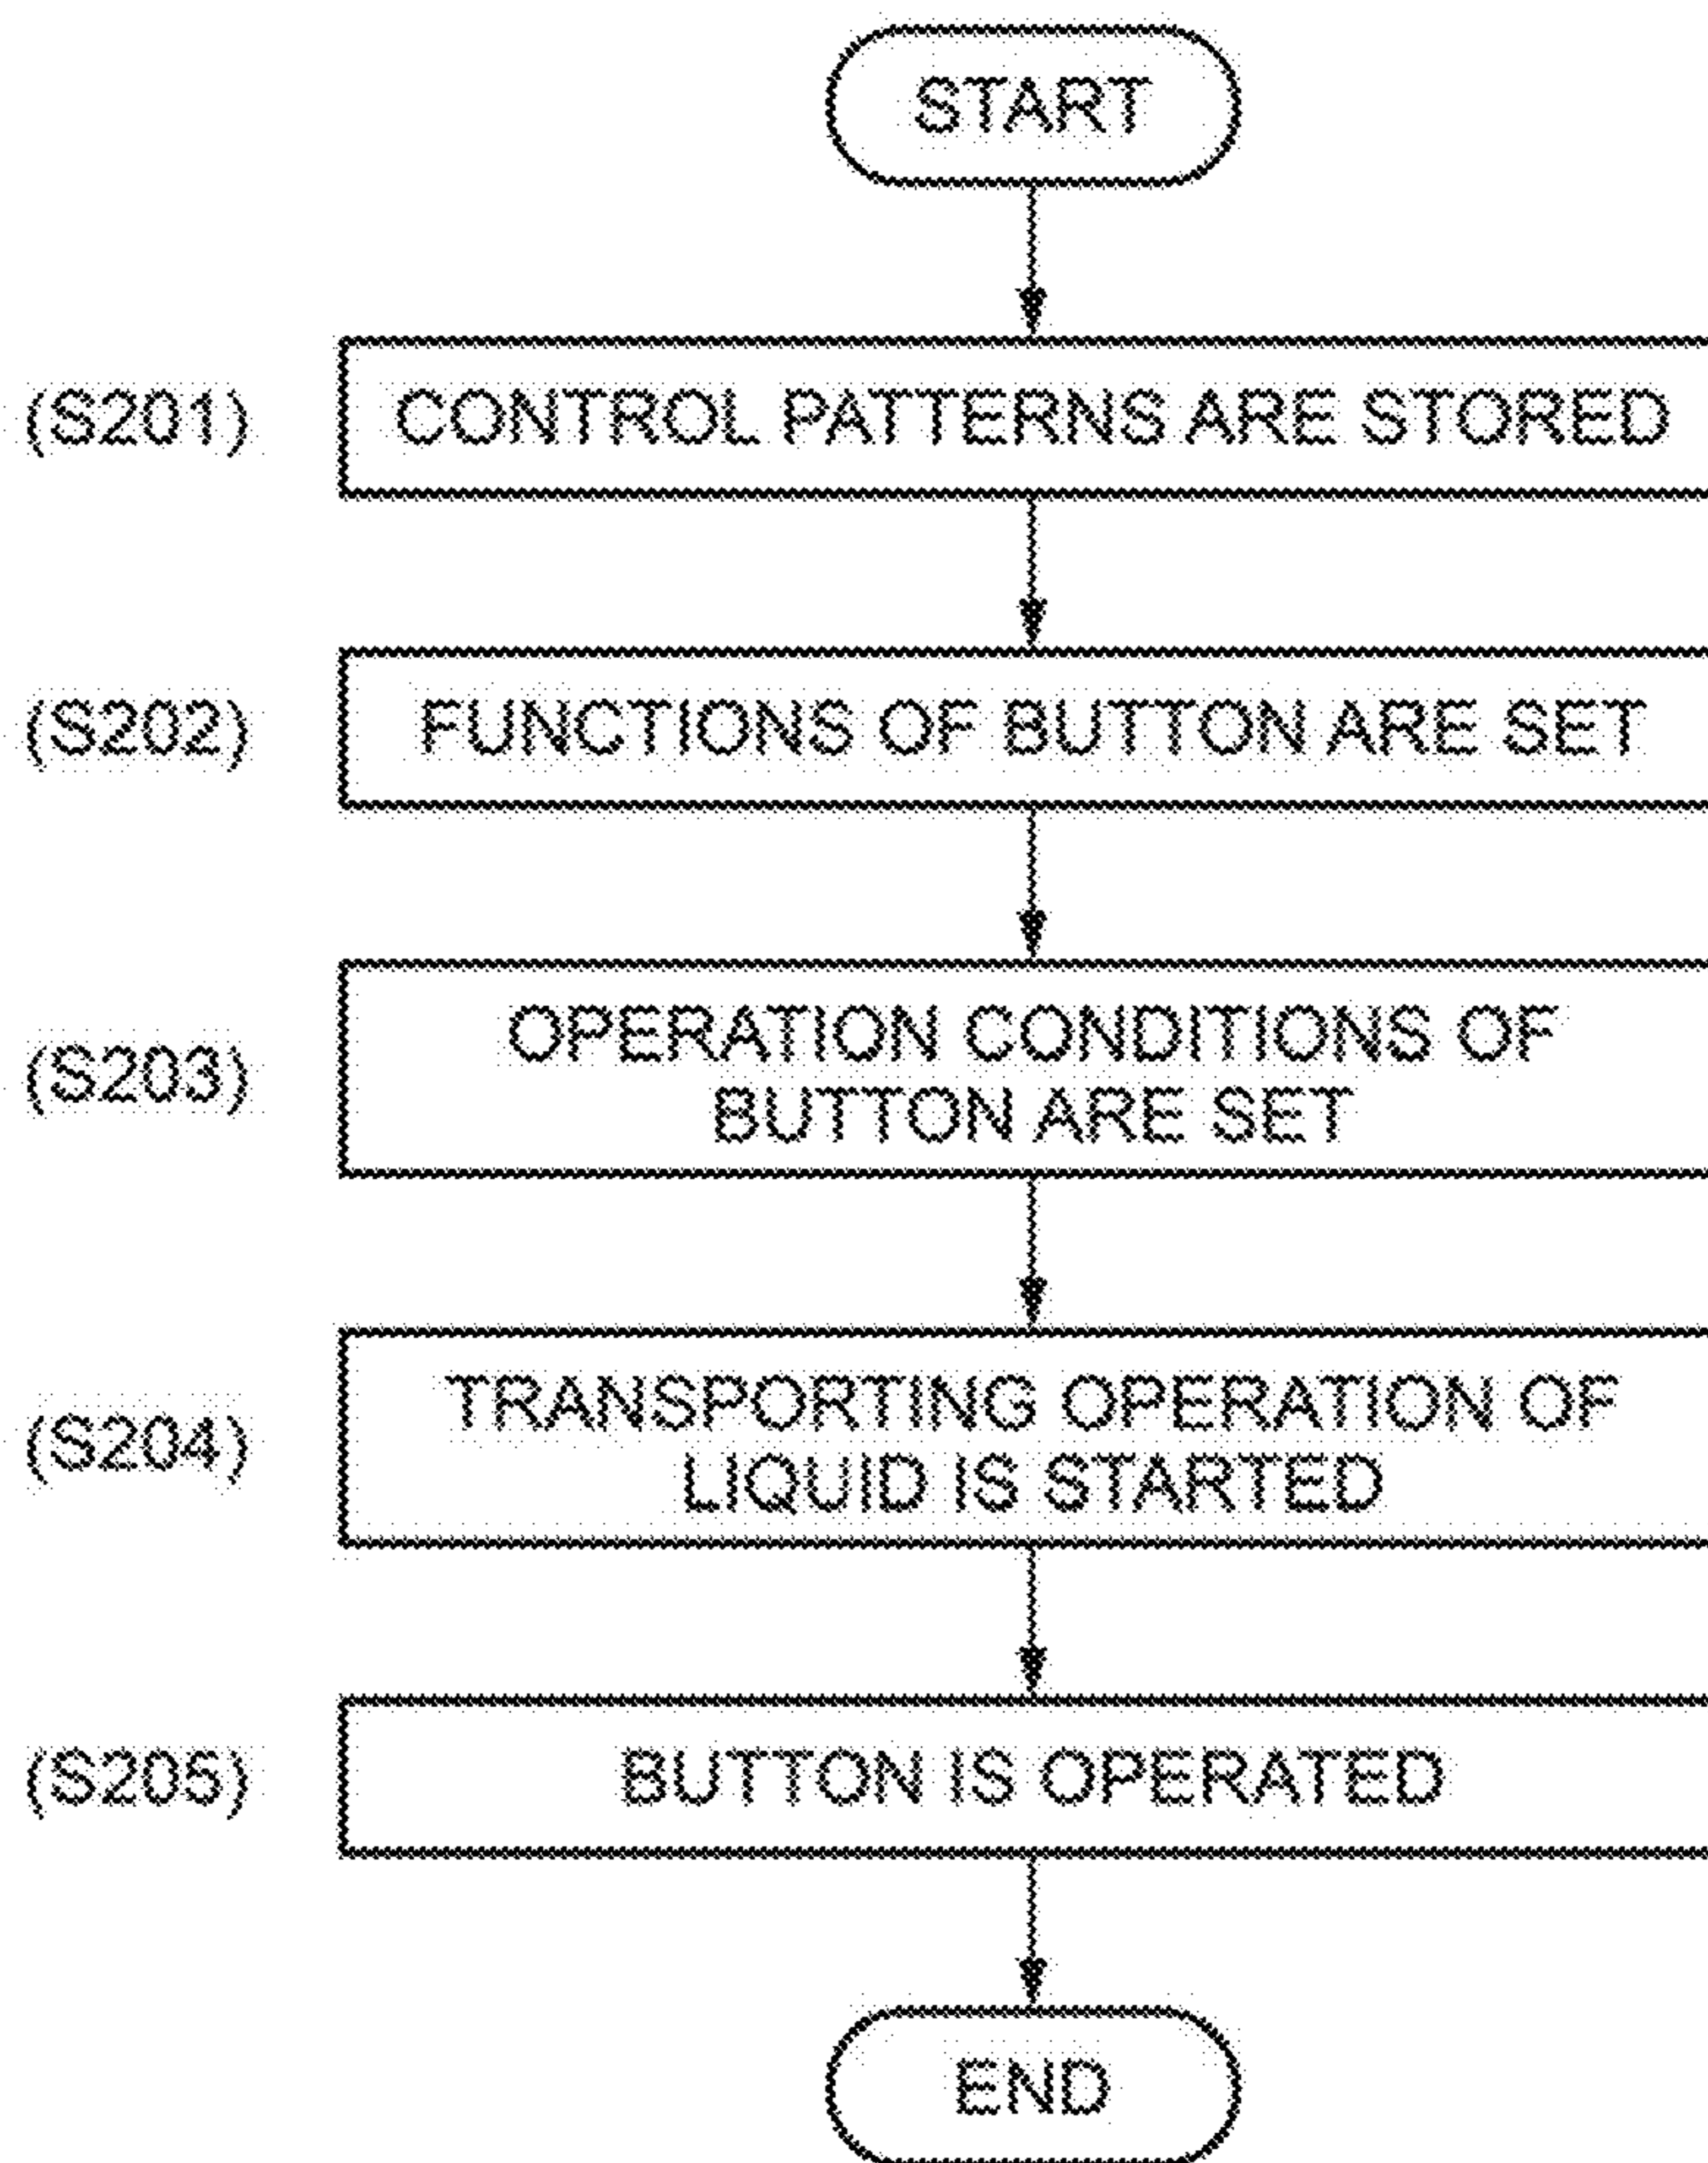 START
(S201) CONTROL PATTERNS ARE STORED
(S202) FUNCTIONS OF BUTTON ARE SET
(S203) OPERATION CONDITIONS OF
BUTTON ARE SET
(S204) TRANSPORTING OPERATION OF
LIQUID IS STARTED
(S205) BUTTON IS OPERATED
END